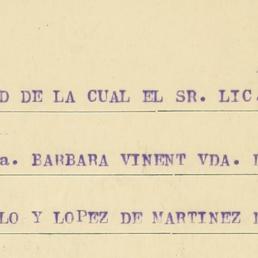 D DE LA CUAL EL SR. LIC.
a. BARBARA VINENT VDA.
LO Y LOPEZ DE MARTINEZ